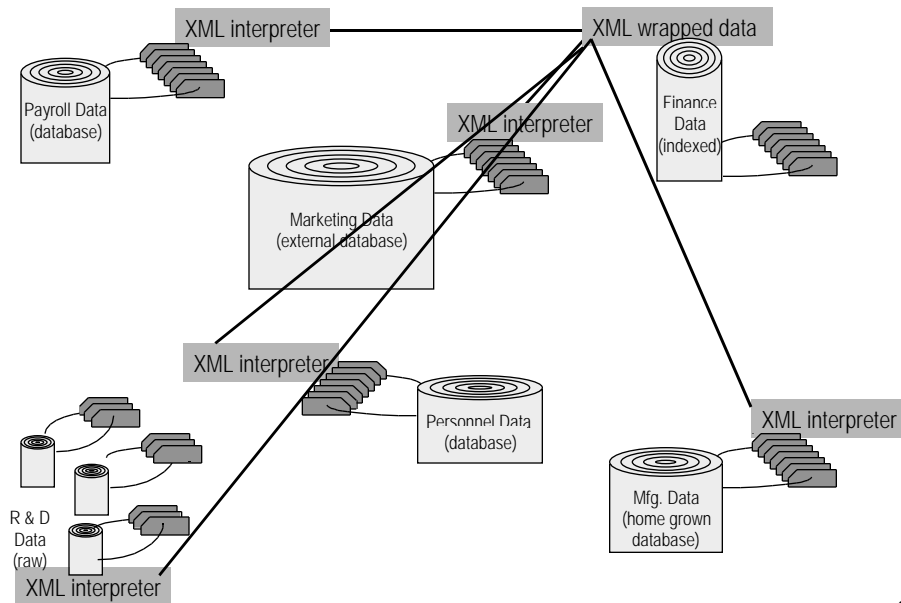 XML interpreter
XML wrapped data
Payroll Data
(database)
Finance
Data
(indexed)
XML interpreter
Marketing Data
(external database)
XML interpreter
Personnel Data
(database)
XML interpreter
Mfg. Data
(home grown
database)
R & D
Data
(raw)
XML interpreter